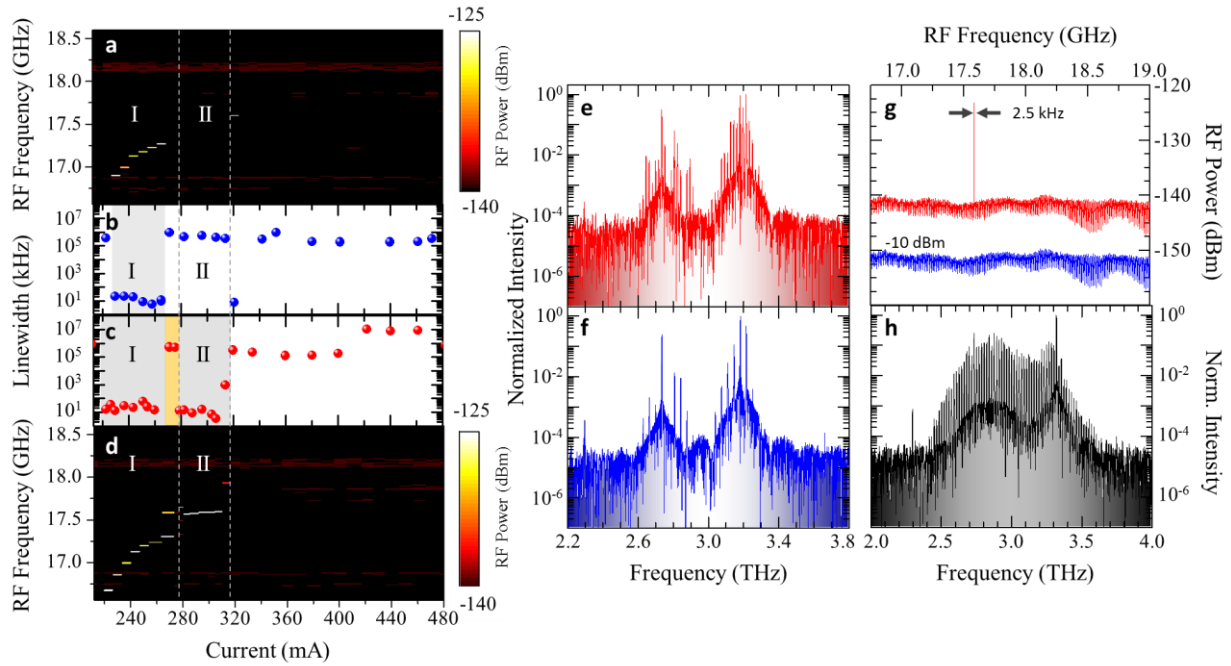 -125
18.5
a
18.0
I
II
17.5
17.0
RF Frequency (GHz)
RF Power (dBm)
-140
10⁷
b
10⁵
10³
10¹
I
II
10⁷
c
10⁵
10³
10¹
I
II
Linewidth (kHz)
-125
18.5
d
18.0
I
II
17.5
17.0
RF Frequency (GHz)
RF Power (dBm)
-140
240 280 320 360 400 440 480
Current (mA)
10⁰
e
10⁻²
10⁻⁴
10⁻⁶
Normalized Intensity
10⁰
f
10⁻²
10⁻⁴
10⁻⁶
2.2 2.6 3.0 3.4 3.8
Frequency (THz)
RF Frequency (GHz)
17.0 17.5 18.0 18.5 19.0
g
2.5 kHz
-10 dBm
-120
-130
-140
-150
RF Power (dBm)
h
10⁰
10⁻²
10⁻⁴
10⁻⁶
Norm. Intensity
2.0 2.5 3.0 3.5 4.0
Frequency (THz)